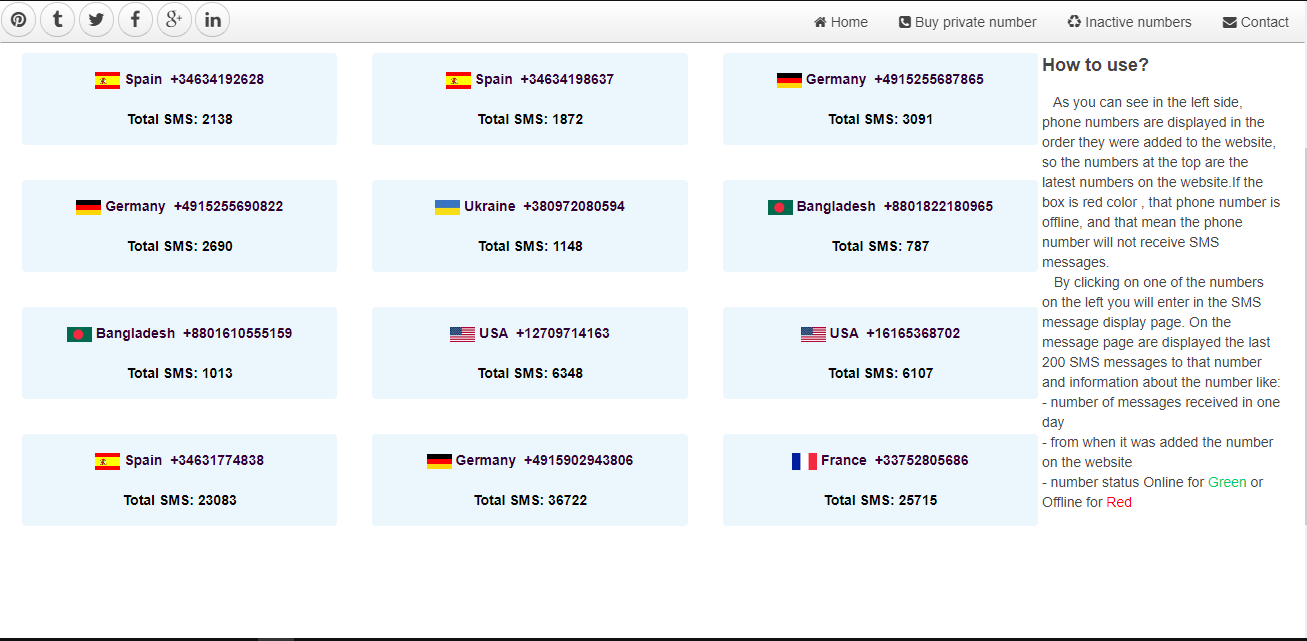 Home Buy private number Inactive numbers Contact
Spain +34634192628
Total SMS: 2138
Spain +34634198637
Total SMS: 1872
Germany +4915255687865
Total SMS: 3091
Germany +4915255690822
Total SMS: 2690
Ukraine +380972080594
Total SMS: 1148
Bangladesh +8801822180965
Total SMS: 787
Bangladesh +8801610555159
Total SMS: 1013
USA +12709714163
Total SMS: 6348
USA +16165368702
Total SMS: 6107
Spain +34631774838
Total SMS: 23083
Germany +4915902943806
Total SMS: 36722
France +33752805686
Total SMS: 25715
How to use?
As you can see in the left side,
phone numbers are displayed in the
order they were added to the website,
so the numbers at the top are the
latest numbers on the website.If the
box is red color , that phone number is
offline, and that mean the phone
number will not receive SMS
messages.
By clicking on one of the numbers
on the left you will enter in the SMS
message display page. On the
message page are displayed the last
200 SMS messages to that number
and information about the number like:
- number of messages received in one
day
- from when it was added the number
on the website
- number status Online for Green or
Offline for Red